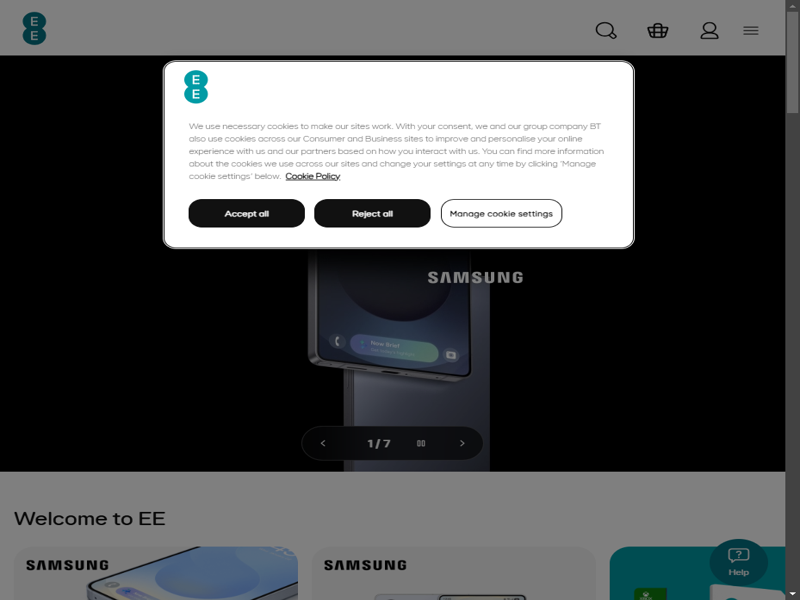 E
E
E
E
We use necessary cookies to make our sites work. With your consent, we and our group company BT
also use cookies across our Consumer and Business sites to improve and personalise your online
experience with us and our partners based on how you interact with us. You can find more information
about the cookies we use across our sites and change your settings at any time by clicking 'Manage
cookie settings' below. Cookie Policy
Accept all
Reject all
Manage cookie settings
SAMSUNG
New Brief
1 / 7
Welcome to EE
SAMSUNG
SAMSUNG
Help